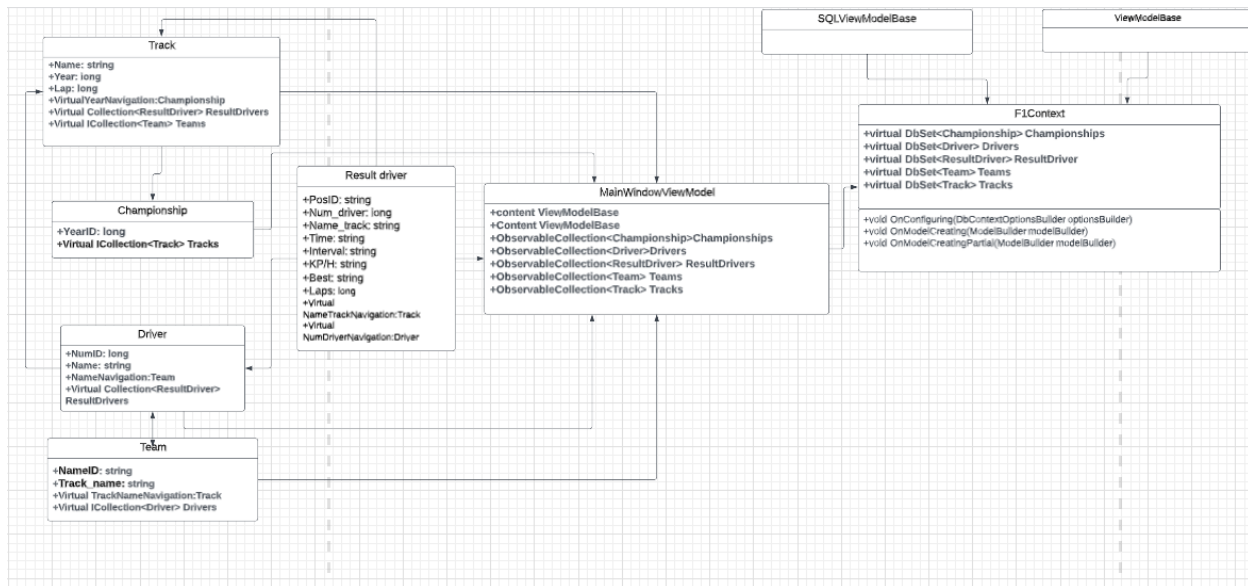 Track
+Name: string
+Year: long
+Lap: long
+VirtualYearNavigation:Championship
+Virtual Collection<ResultDriver> ResultDrivers
+Virtual ICollection<Team> Teams
Championship
+YearID: long
+Virtual ICollection<Track> Tracks
Driver
+NumID: long
+Name: string
+NameNavigation:Team
+Virtual Collection<ResultDriver>
ResultDrivers
Team
+NameID: string
+Track_name: string
+Virtual TrackNameNavigation:Track
+Virtual ICollection<Driver> Drivers
Result driver
+PosID: string
+Num_driver: long
+Name_track: string
+Time: string
+Interval: string
+KP/H: string
+Best: string
+Laps: long
+Virtual
NameTrackNavigation:Track
+Virtual
NumDriverNavigation:Driver
MainWindowViewModel
+content ViewModelBase
+Content ViewModelBase
+ObservableCollection<Championship>Championships
+ObservableCollection<Driver>Drivers
+ObservableCollection<ResultDriver> ResultDrivers
+ObservableCollection<Team> Teams
+ObservableCollection<Track> Tracks
SQLViewModelBase
ViewModelBase
F1Context
+virtual DbSet<Championship> Championships
+virtual DbSet<Driver> Drivers
+virtual DbSet<ResultDriver> ResultDriver
+virtual DbSet<Team> Teams
+virtual DbSet<Track> Tracks
+void OnConfiguring(DbContextOptionsBuilder optionsBuilder)
+void OnModelCreating(ModelBuilder modelBuilder)
+void OnModelCreatingPartial(ModelBuilder modelBuilder)